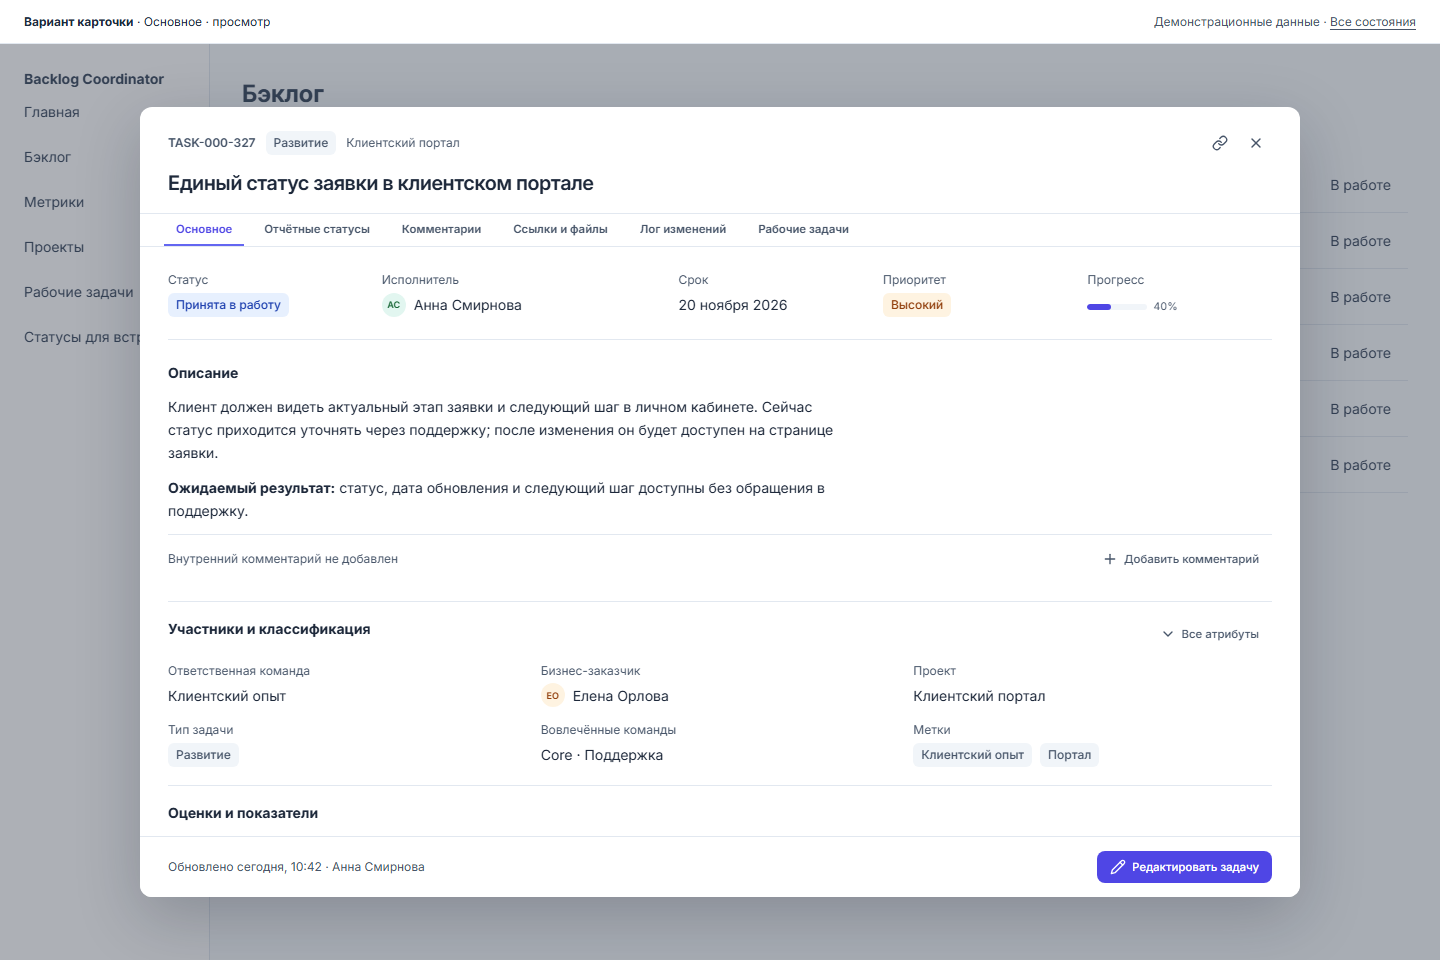 Вариант карточки · Основное · просмотр
Демонстрационные данные · Все состояния
Backlog Coordinator
Главная
Бэклог
Метрики
Проекты
Рабочие задачи
Статусы для встр
Бэклог
TASK-000-327 Развитие Клиентский портал
Единый статус заявки в клиентском портале
Основное Отчётные статусы Комментарии Ссылки и файлы Лог изменений Рабочие задачи
Статус Исполнитель Срок Приоритет Прогресс
Принята в работу АС Анна Смирнова 20 ноября 2026 Высокий 40%
Описание
Клиент должен видеть актуальный этап заявки и следующий шаг в личном кабинете. Сейчас
статус приходится уточнять через поддержку; после изменения он будет доступен на странице
заявки.
Ожидаемый результат: статус, дата обновления и следующий шаг доступны без обращения в
поддержку.
Внутренний комментарий не добавлен Добавить комментарий
Участники и классификация Все атрибуты
Ответственная команда Бизнес-заказчик Проект
Клиентский опыт ЕО Елена Орлова Клиентский портал
Тип задачи Вовлечённые команды Метки
Развитие Core · Поддержка Клиентский опыт Портал
Оценки и показатели
Обновлено сегодня, 10:42 · Анна Смирнова Редактировать задачу
В работе
В работе
В работе
В работе
В работе
В работе